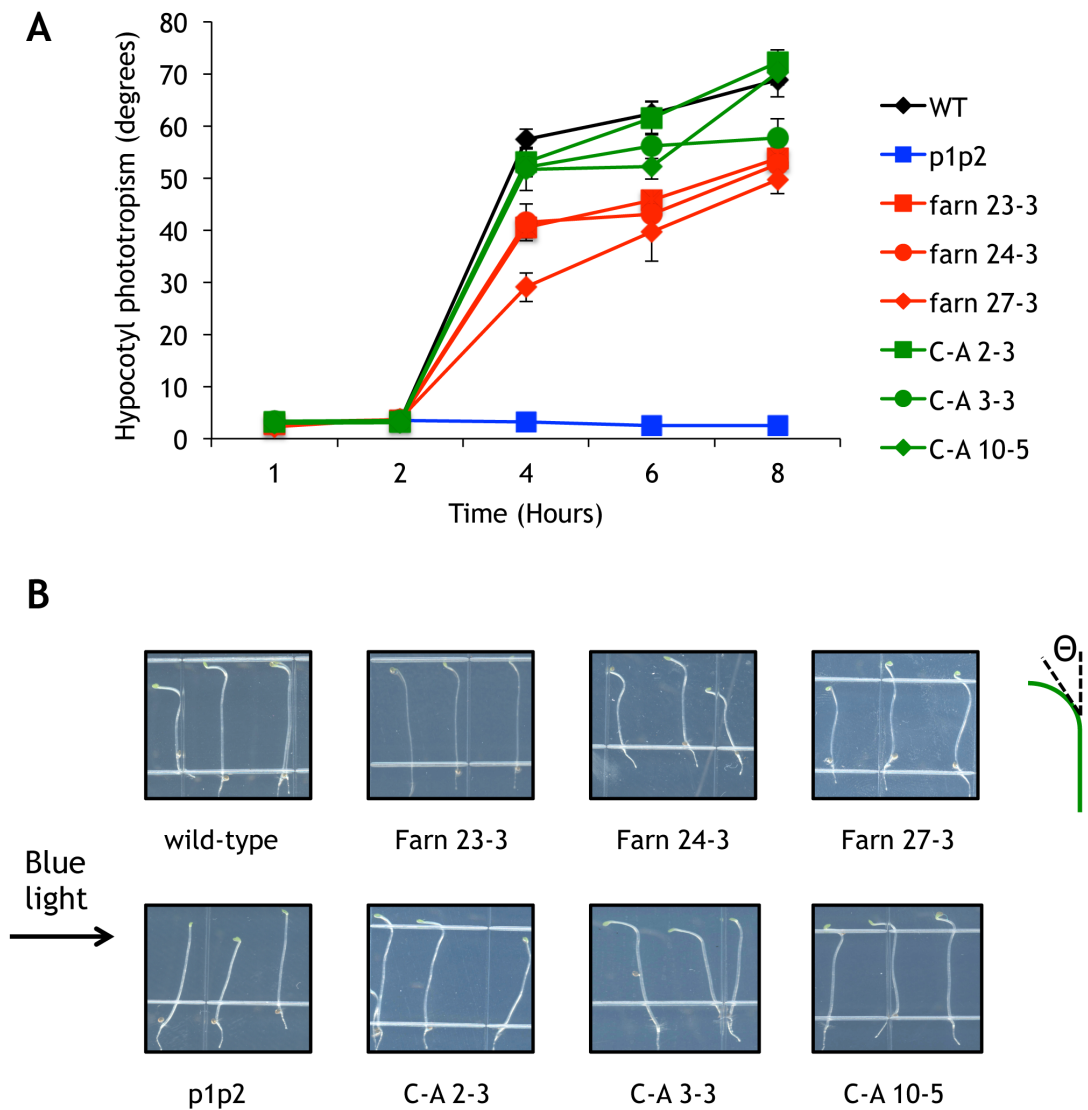 A
Hypocotyl phototropism (degrees)
80
70
60
50
40
30
20
10
0
1 2 4 6 8
Time (Hours)
WT
p1p2
farn 23-3
farn 24-3
farn 27-3
C-A 2-3
C-A 3-3
C-A 10-5
B
Θ
wild-type Farn 23-3 Farn 24-3 Farn 27-3
Blue
light
p1p2 C-A 2-3 C-A 3-3 C-A 10-5